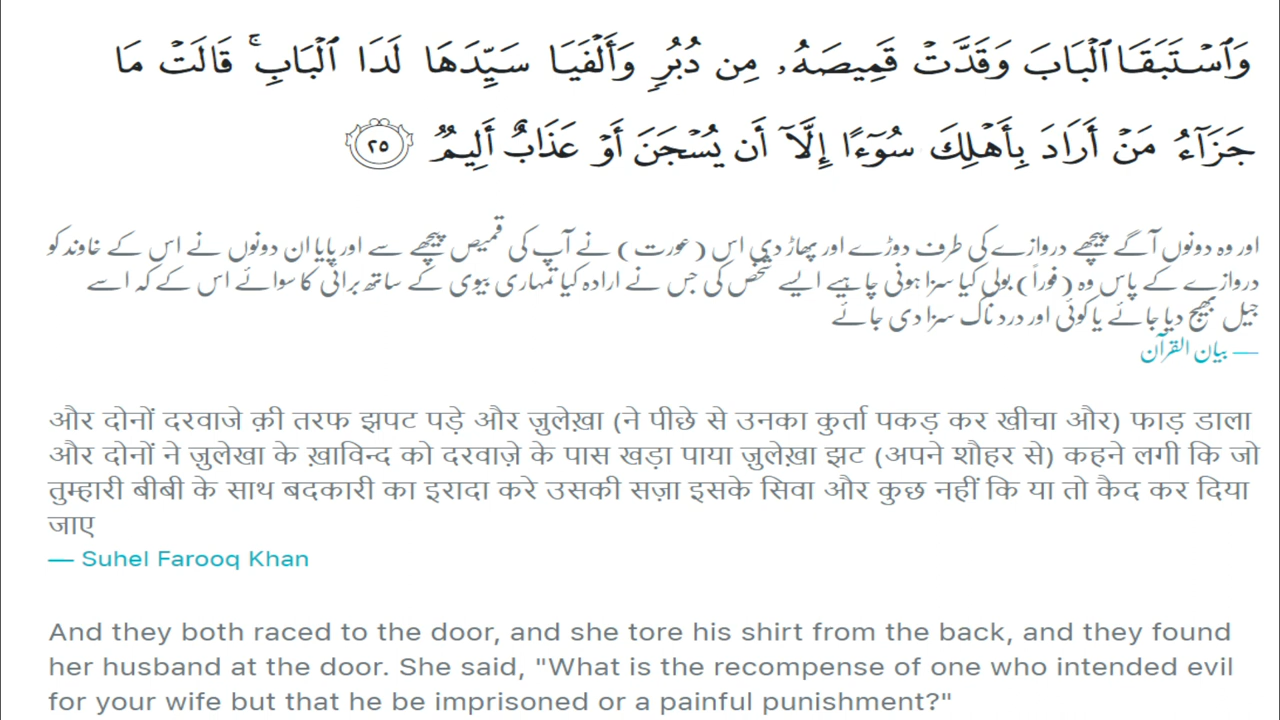 وَٱسۡتَبَقَا ٱلۡبَابَ وَقَدَّتۡ قَمِيصَهُۥ مِن دُبُرٖ وَأَلۡفَيَا سَيِّدَهَا لَدَا ٱلۡبَابِۚ قَالَتۡ مَا
جَزَآءُ مَنۡ أَرَادَ بِأَهۡلِكَ سُوٓءًا إِلَّآ أَن يُسۡجَنَ أَوۡ عَذَابٌ أَلِيمٞ ٢٥
اور وہ دونوں آگے پیچھے دروازے کی طرف دوڑے اور پھاڑ دی اس (عورت) نے آپ کی قمیص پیچھے سے اور پایا ان دونوں نے اس کے خاوند کو
دروازے کے پاس وہ (فوراً) بولی کیا سزا ہونی چاہیے ایسے شخص کی جس نے ارادہ کیا تمہاری بیوی کے ساتھ برائی کا سوائے اس کے کہ اسے
جیل بھیج دیا جائے یا کوئی اور درد ناک سزا دی جائے
— بیان القرآن
और दोनों दरवाजे क़ी तरफ झपट पड़े और ज़ुलेख़ा (ने पीछे से उनका कुर्ता पकड़ कर खीचा और) फाड़ डाला
और दोनों ने ज़ुलेखा के ख़ाविन्द को दरवाज़े के पास खड़ा पाया ज़ुलेख़ा झट (अपने शौहर से) कहने लगी कि जो
तुम्हारी बीबी के साथ बदकारी का इरादा करे उसकी सज़ा इसके सिवा और कुछ नहीं कि या तो कैद कर दिया
जाए
— Suhel Farooq Khan
And they both raced to the door, and she tore his shirt from the back, and they found
her husband at the door. She said, "What is the recompense of one who intended evil
for your wife but that he be imprisoned or a painful punishment?"